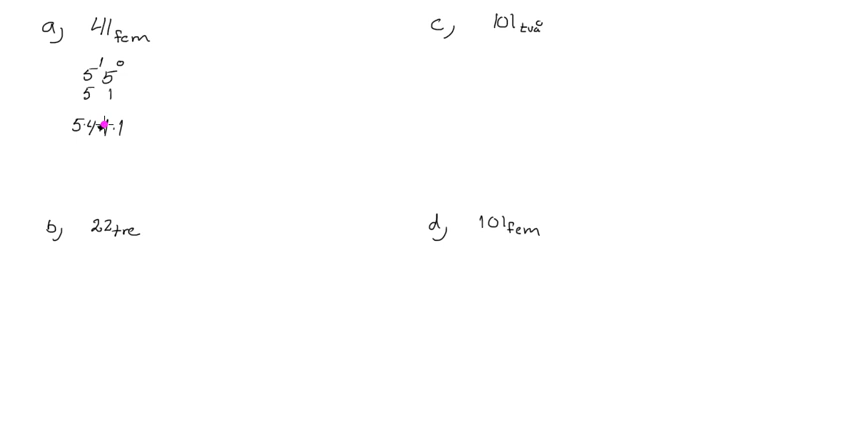 a) 41fem
5¹ 5⁰
5 1
5·4+1·1
b) 22tre
c) 101två
d) 101fem